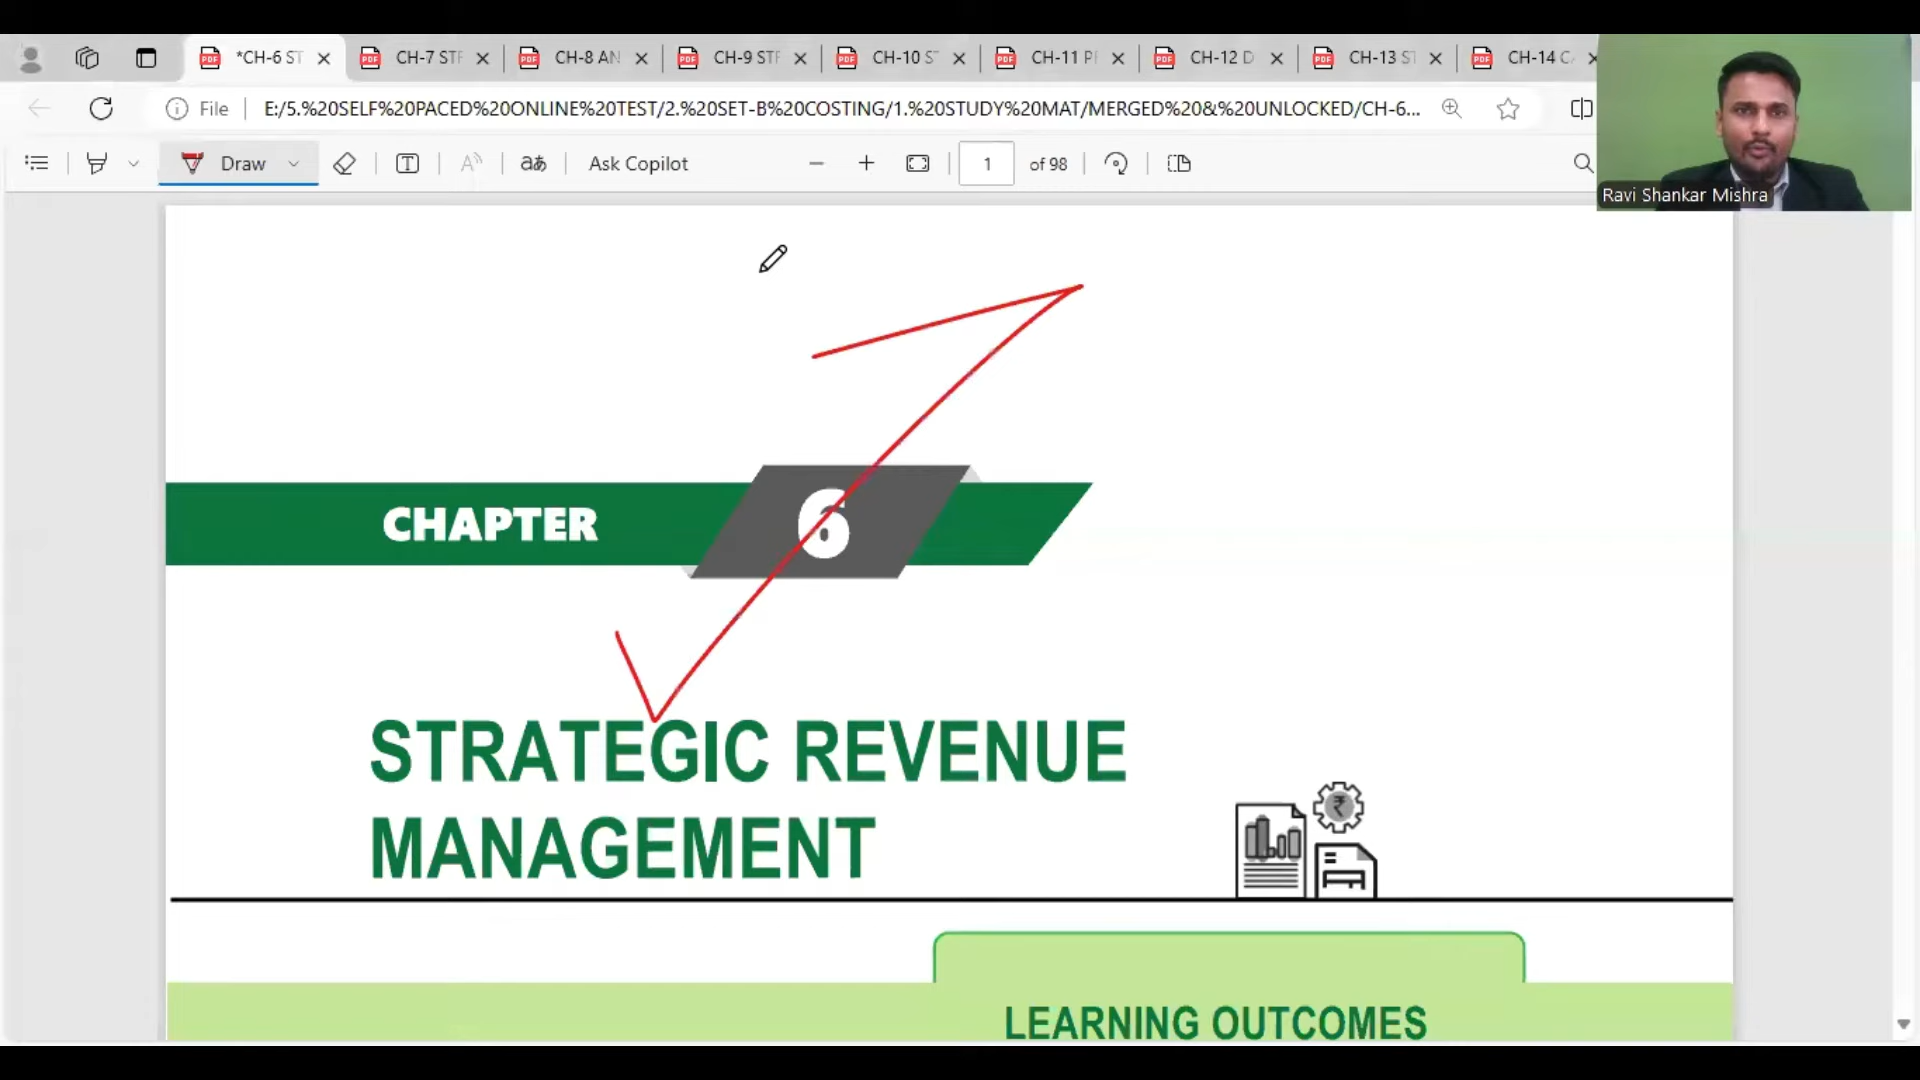 *CH-6 ST
CH-7 STF
CH-8 AN
CH-9 STF
CH-10 S
CH-11 P
CH-12 D
CH-13 S
CH-14 C
File
E:/5.%20SELF%20PACED%20ONLINE%20TEST/2.%20SET-B%20COSTING/1.%20STUDY%20MAT/MERGED%20&%20UNLOCKED/CH-6...
Draw
Ask Copilot
1 of 98
Ravi Shankar Mishra
CHAPTER 6
STRATEGIC REVENUE
MANAGEMENT
LEARNING OUTCOMES